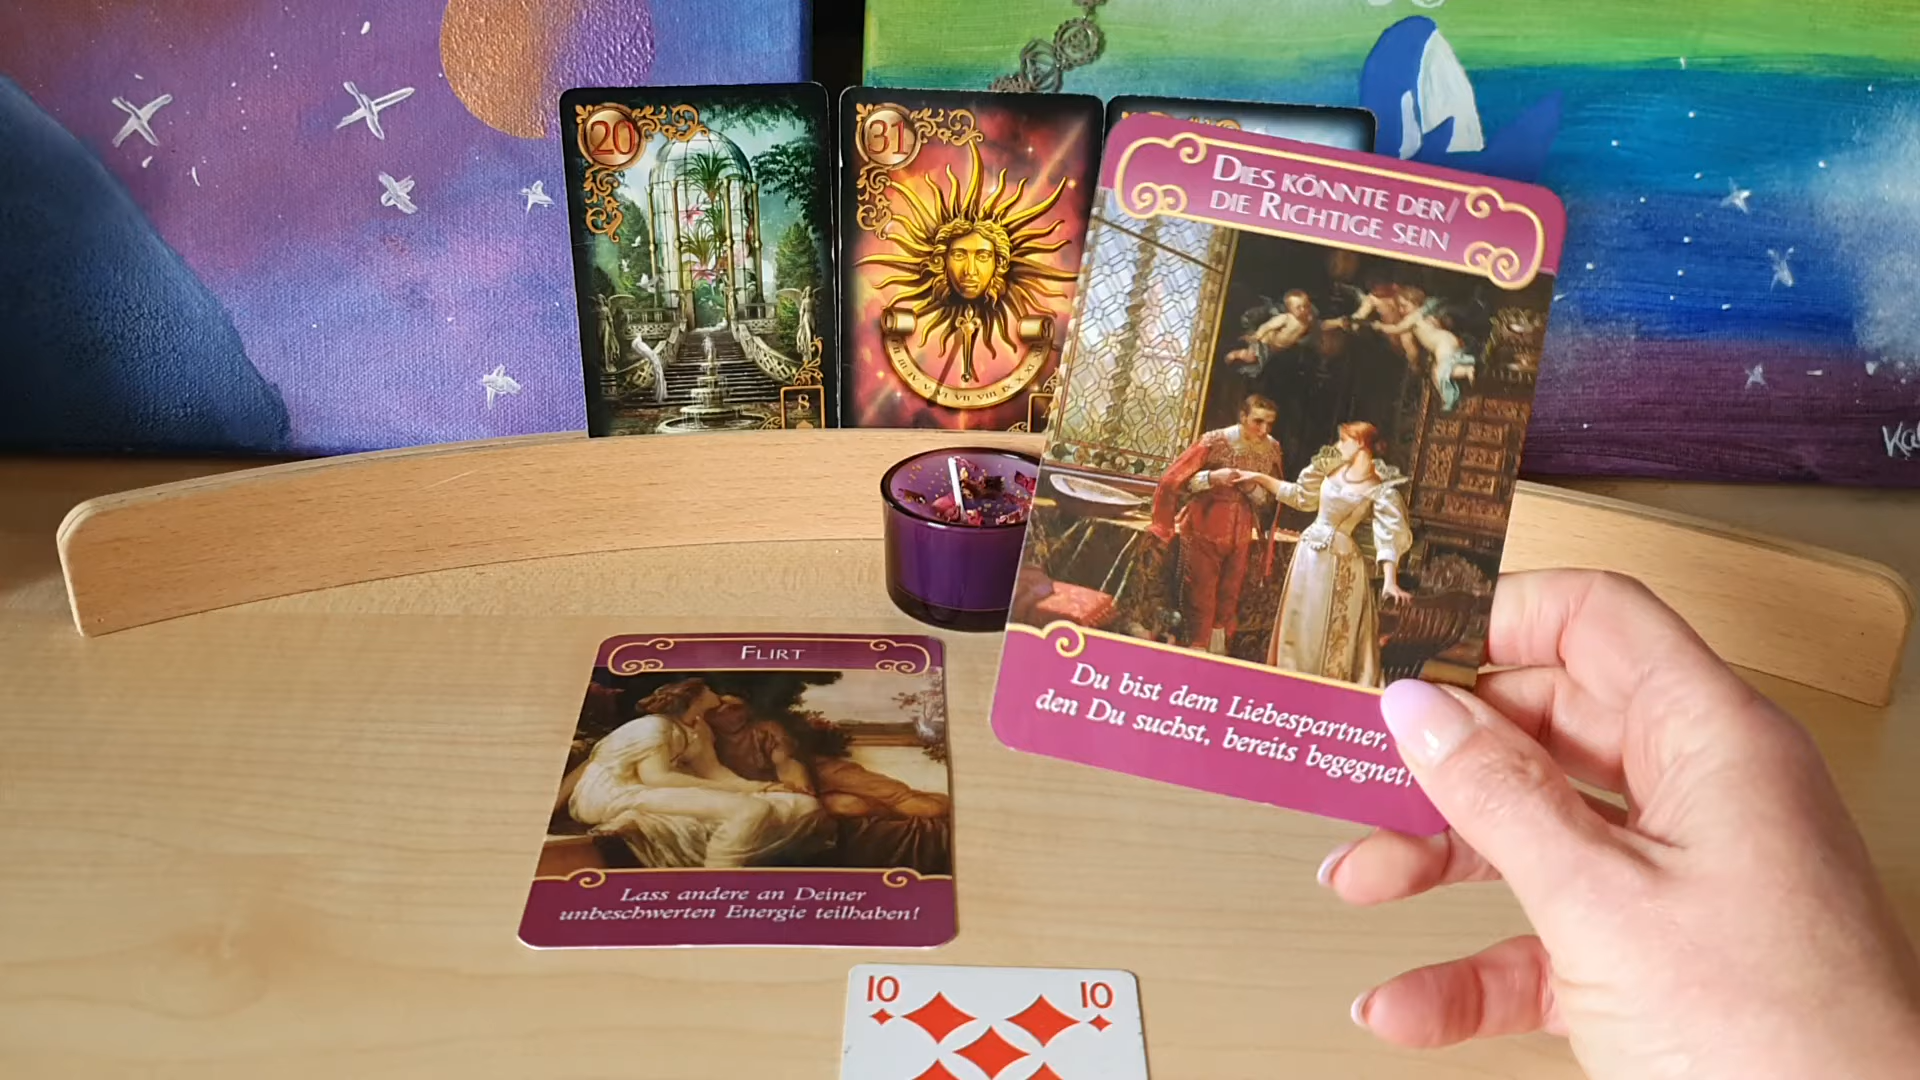 20
31
8
DIES KÖNNTE DER/
DIE RICHTIGE SEIN
Du bist dem Liebespartner,
den Du suchst, bereits begegnet!
FLIRT
Lass andere an Deiner
unbeschwerten Energie teilhaben!
10
10